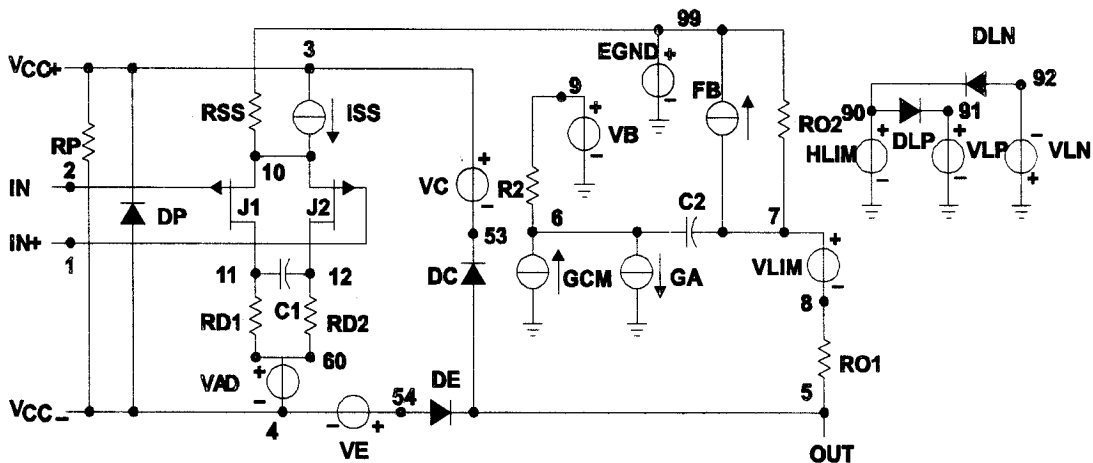 99
DLN
3
EGND +
VCC+
92
9
FB
RSS
ISS
+
90
91
RP
VB
RO2
+
+
−
2
10
VC
+
−
R2
HLIM
DLP
VLP
VLN
IN
−
−
+
J1
J2
−
C2
DP
6
7
IN+
53
+
1
VLIM
11
12
DC
GCM
GA
−
C1
8
RD1
RD2
60
RO1
VAD
+
−
54
DE
5
VCC−
4
− +
VE
OUT